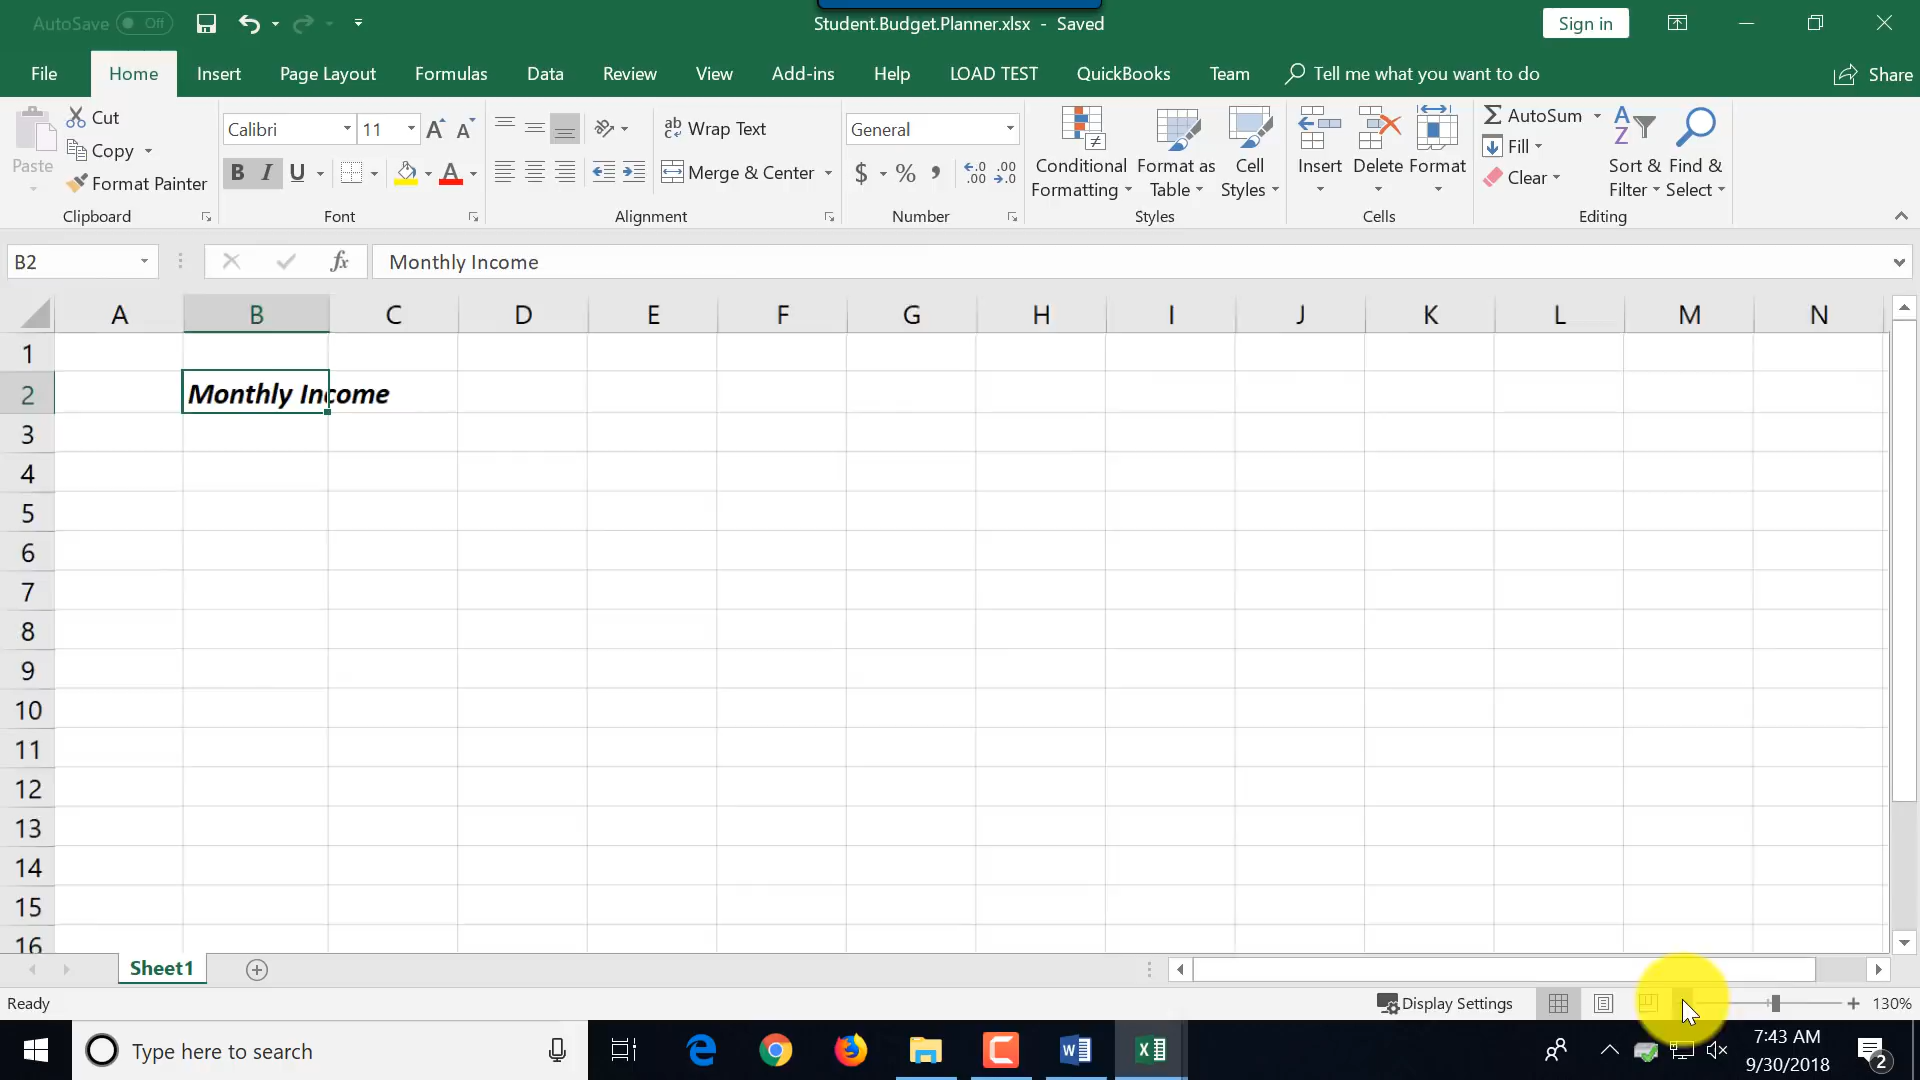 AutoSave Off
Student.Budget.Planner.xlsx - Saved
Sign in
File Home Insert Page Layout Formulas Data Review View Add-ins Help LOAD TEST QuickBooks Team Tell me what you want to do Share
Paste
Cut
Copy
Format Painter
Clipboard
Calibri 11
B I U
Font
Wrap Text
Merge & Center
Alignment
General
$ % ,
Number
Conditional Formatting
Format as Table
Cell Styles
Styles
Insert Delete Format
Cells
AutoSum
Fill
Clear
Sort & Filter
Find & Select
Editing
B2 fx Monthly Income
A B C D E F G H I J K L M N
1
2 Monthly Income
3
4
5
6
7
8
9
10
11
12
13
14
15
16
Sheet1
Ready Display Settings 130%
Type here to search
7:43 AM
9/30/2018
2